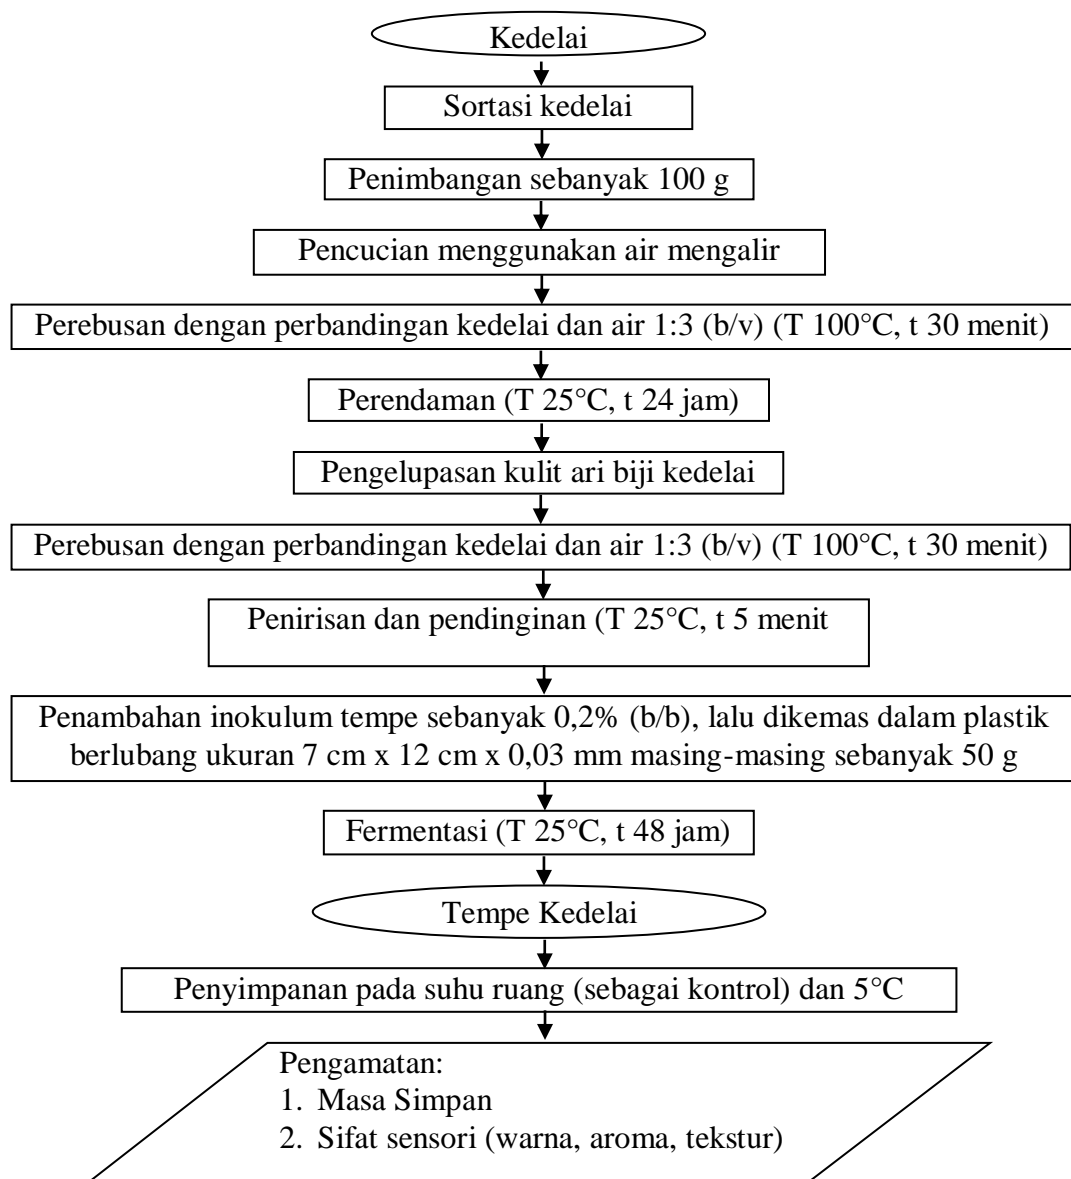 Kedelai
Sortasi kedelai
Penimbangan sebanyak 100 g
Pencucian menggunakan air mengalir
Perebusan dengan perbandingan kedelai dan air 1:3 (b/v) (T 100°C, t 30 menit)
Perendaman (T 25°C, t 24 jam)
Pengelupasan kulit ari biji kedelai
Perebusan dengan perbandingan kedelai dan air 1:3 (b/v) (T 100°C, t 30 menit)
Penirisan dan pendinginan (T 25°C, t 5 menit
Penambahan inokulum tempe sebanyak 0,2% (b/b), lalu dikemas dalam plastik
berlubang ukuran 7 cm x 12 cm x 0,03 mm masing-masing sebanyak 50 g
Fermentasi (T 25°C, t 48 jam)
Tempe Kedelai
Penyimpanan pada suhu ruang (sebagai kontrol) dan 5°C
Pengamatan:
1. Masa Simpan
2. Sifat sensori (warna, aroma, tekstur)